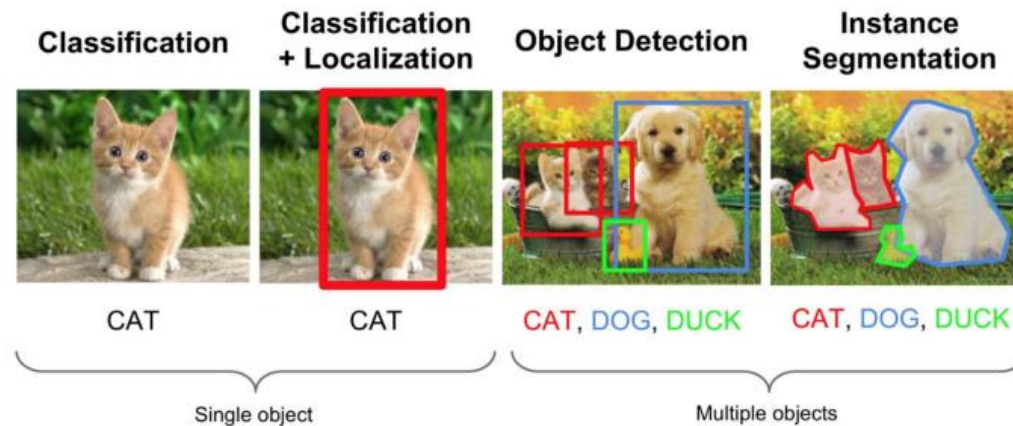 Classification
Classification
+ Localization
Object Detection
Instance
Segmentation
CAT
CAT
CAT, DOG, DUCK
CAT, DOG, DUCK
Single object
Multiple objects